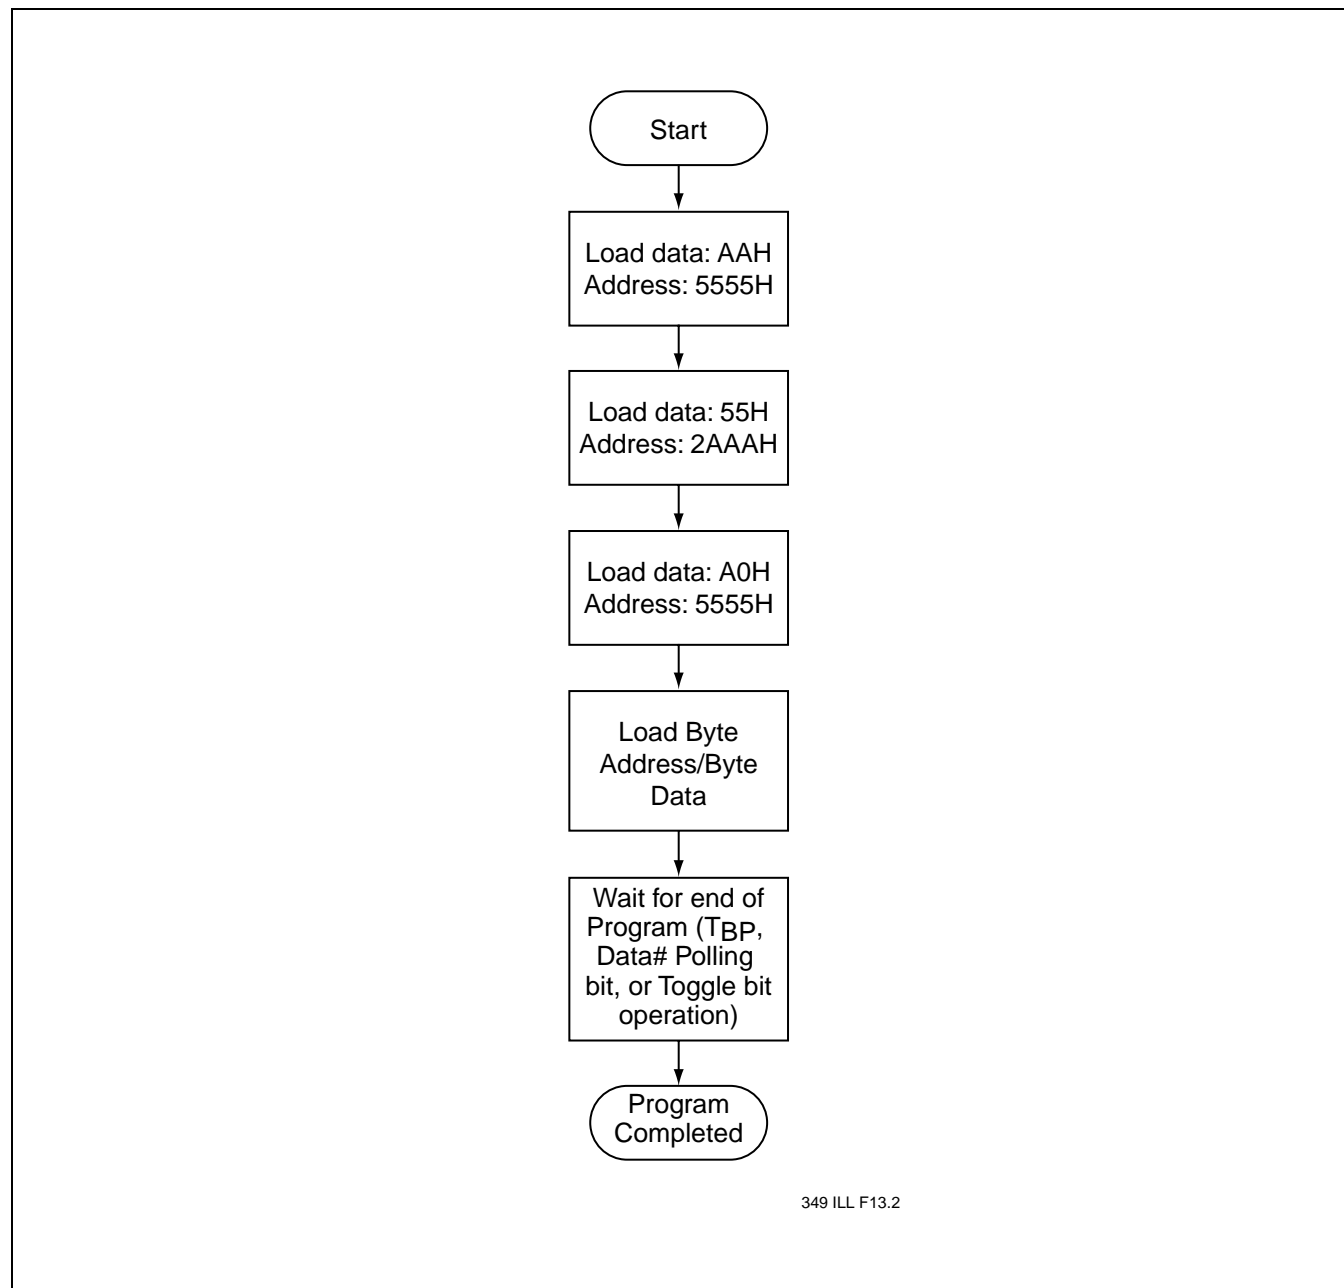 Start
Load data: AAH
Address: 5555H
Load data: 55H
Address: 2AAAH
Load data: A0H
Address: 5555H
Load Byte
Address/Byte
Data
Wait for end of
Program (TBP,
Data# Polling
bit, or Toggle bit
operation)
Program
Completed
349 ILL F13.2